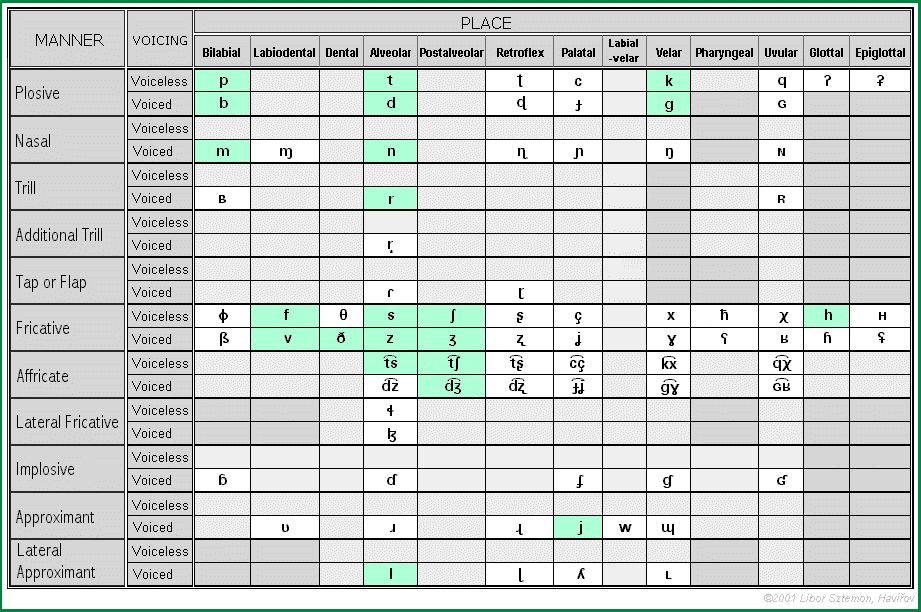 PLACE
MANNER VOICING
Bilabial Labiodental Dental Alveolar Postalveolar Retroflex Palatal Labial-velar Velar Pharyngeal Uvular Glottal Epiglottal
Plosive
Voiceless p t ʈ c k q ʔ ʡ
Voiced b d ɖ ɟ g ɢ
Nasal
Voiceless
Voiced m ɱ n ɳ ɲ ŋ ɴ
Trill
Voiceless
Voiced ʙ r ʀ
Additional Trill
Voiceless
Voiced r̝
Tap or Flap
Voiceless
Voiced ɾ ɽ
Fricative
Voiceless ɸ f θ s ʃ ʂ ç x ħ χ h ʜ
Voiced β v ð z ʒ ʐ ʝ ɣ ʕ ʁ ɦ ʢ
Affricate
Voiceless t͡s t͡ʃ t͡ʂ c͡ç k͡x q͡χ
Voiced d͡z d͡ʒ d͡ʐ ɟ͡ʝ g͡ɣ ɢ͡ʁ
Lateral Fricative
Voiceless ɬ
Voiced ɮ
Implosive
Voiceless
Voiced ɓ ɗ ʄ ɠ ʛ
Approximant
Voiceless
Voiced ʋ ɹ ɻ j w ɰ
Lateral
Approximant
Voiceless
Voiced l ɭ ʎ ʟ
©2001 Libor Sztemon, Havířov